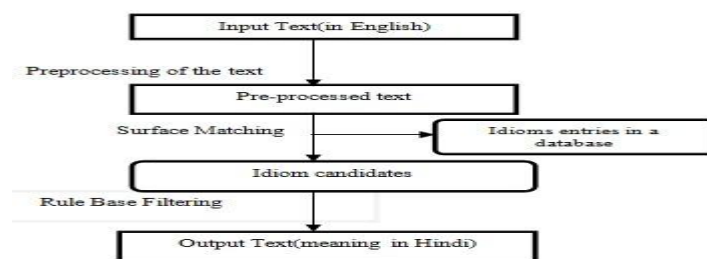 Input Text(in English)
Preprocessing of the text
Pre-processed text
Surface Matching
Idioms entries in a
database
Idiom candidates
Rule Base Filtering
Output Text(meaning in Hindi)